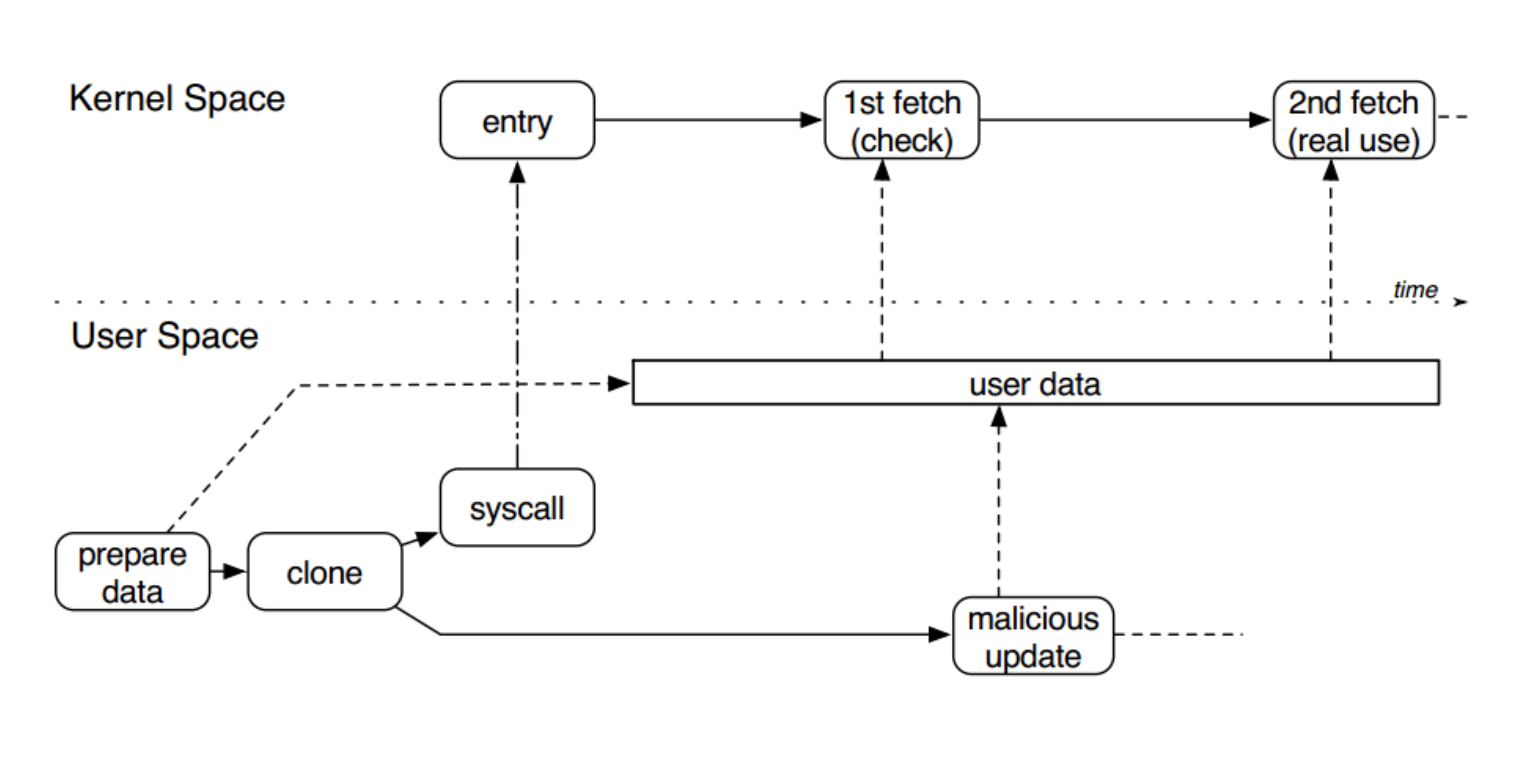 Kernel Space
entry
1st fetch
(check)
2nd fetch
(real use)
time
User Space
user data
syscall
prepare
data
clone
malicious
update